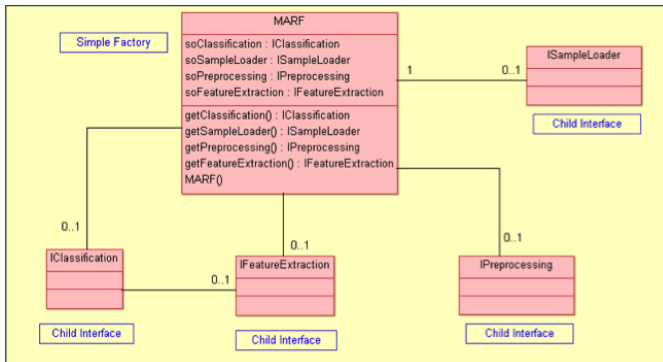 MARF
Simple Factory
soClassification : IClassification
soSampleLoader : ISampleLoader
soPreprocessing : IPreprocessing
soFeatureExtraction : IFeatureExtraction
getClassification() : IClassification
getSampleLoader() : ISampleLoader
getPreprocessing() : IPreprocessing
getFeatureExtraction() : IFeatureExtraction
MARF()
1
0..1
ISampleLoader
Child Interface
0..1
0..1
0..1
IClassification
0..1
IFeatureExtraction
IPreprocessing
Child Interface
Child Interface
Child Interface